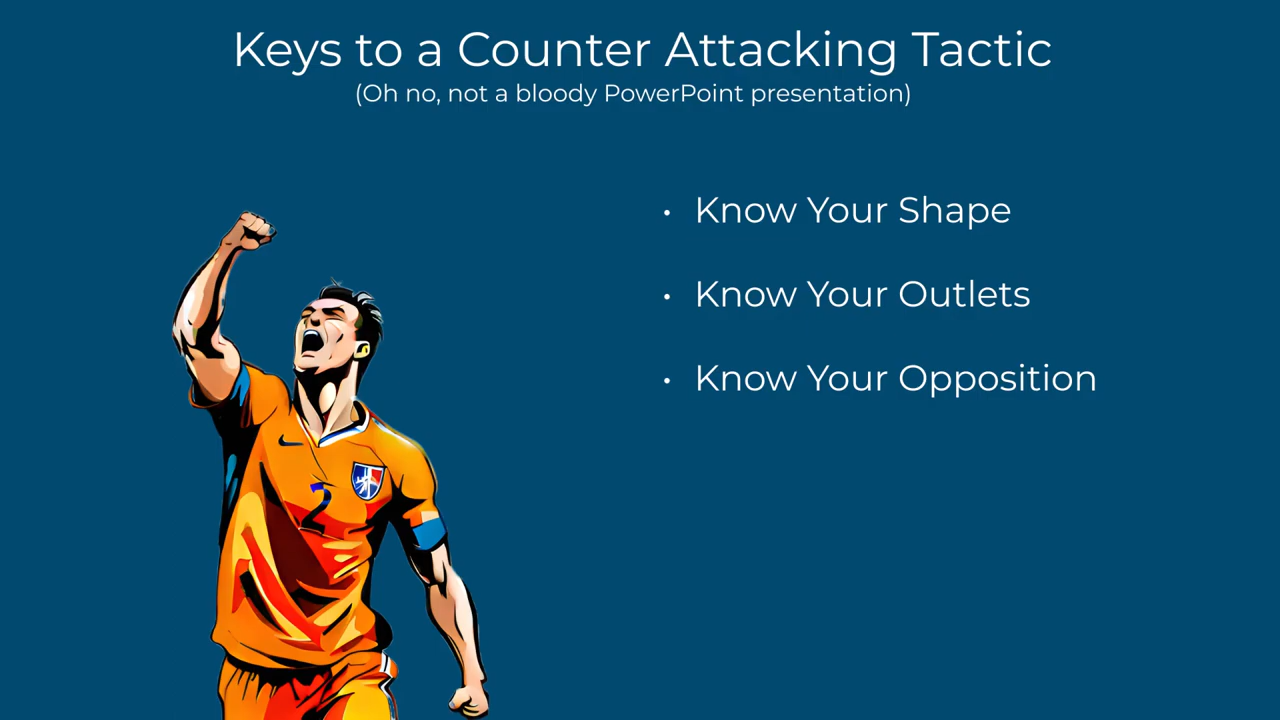 Keys to a Counter Attacking Tactic
(Oh no, not a bloody PowerPoint presentation)
• Know Your Shape
• Know Your Outlets
• Know Your Opposition
2